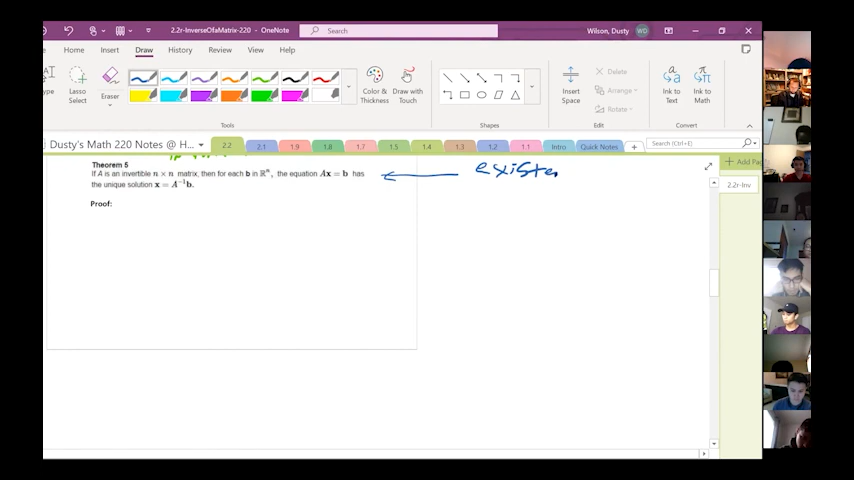 2.2r-InverseOfaMatrix-220 - OneNote
Search
Wilson, Dusty
WD
Home Insert Draw History Review View Help
Type
Lasso Select
Eraser
Color & Thickness
Draw with Touch
Insert Space
Delete
Arrange
Rotate
Ink to Text
Ink to Math
Tools
Shapes
Edit
Convert
Dusty's Math 220 Notes @ H...
2.2 2.1 1.9 1.8 1.7 1.5 1.4 1.3 1.2 1.1 Intro Quick Notes +
Search (Ctrl+E)
Theorem 5
If A is an invertible n × n matrix, then for each b in ℝⁿ, the equation Ax = b has
the unique solution x = A⁻¹b.
Proof:
existe
+ Add Pag
2.2r-Inv